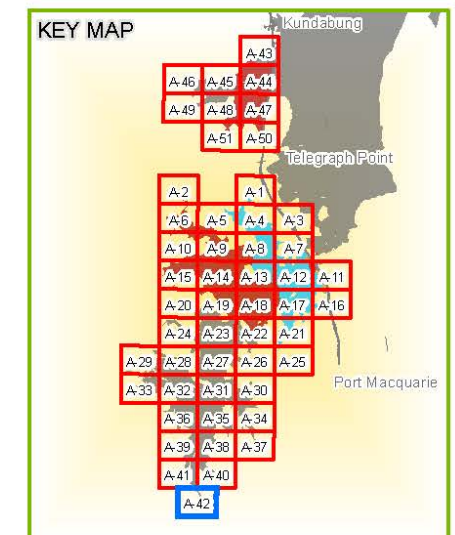 KEY MAP
Kundabung
A-43
A-46 A-45 A-44
A-49 A-48 A-47
A-51 A-50
Telegraph Point
A-2 A-1
A-6 A-5 A-4 A-3
A-10 A-9 A-8 A-7
A-15 A-14 A-13 A-12 A-11
A-20 A-19 A-18 A-17 A-16
A-24 A-23 A-22 A-21
A-29 A-28 A-27 A-26 A-25
Port Macquarie
A-33 A-32 A-31 A-30
A-36 A-35 A-34
A-39 A-38 A-37
A-41 A-40
A-42